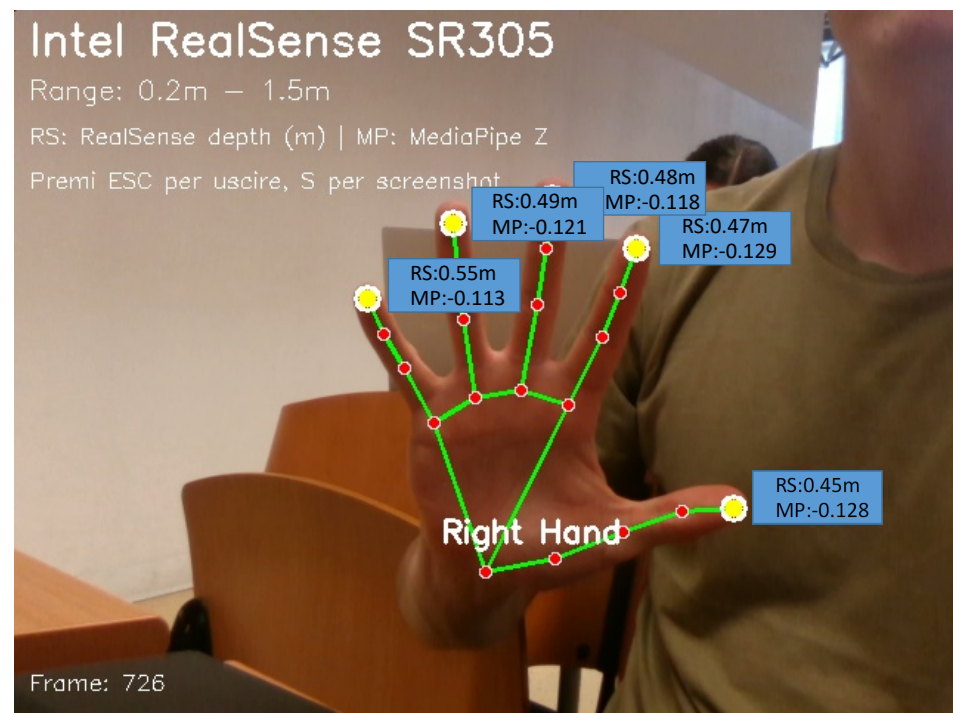 Intel RealSense SR305
Range: 0.2m - 1.5m
RS: RealSense depth (m) | MP: MediaPipe Z
Premi ESC per uscire, S per screenshot
RS:0.48m
MP:-0.118
RS:0.49m
MP:-0.121
RS:0.47m
MP:-0.129
RS:0.55m
MP:-0.113
RS:0.45m
MP:-0.128
Right Hand
Frame: 726